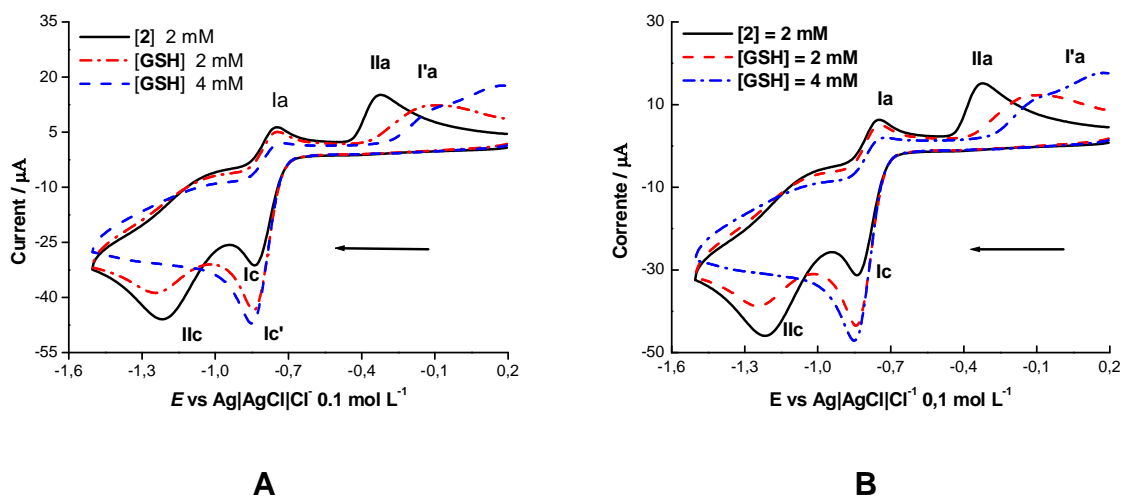 35
15
5
-10
-25
-40
-55
Current / µA
[2] 2 mM
[GSH] 2 mM
[GSH] 4 mM
Ia
IIa
I'a
Ic
Ic'
IIc
-1,6 -1,3 -1,0 -0,7 -0,4 -0,1 0,2
E vs Ag|AgCl|Cl⁻ 0.1 mol L⁻¹
A
30
10
-10
-30
-50
Corrente / µA
[2] = 2 mM
[GSH] = 2 mM
[GSH] = 4 mM
Ia
IIa
I'a
Ic
IIc
-1,6 -1,3 -1,0 -0,7 -0,4 -0,1 0,2
E vs Ag|AgCl|Cl⁻¹ 0,1 mol L⁻¹
B